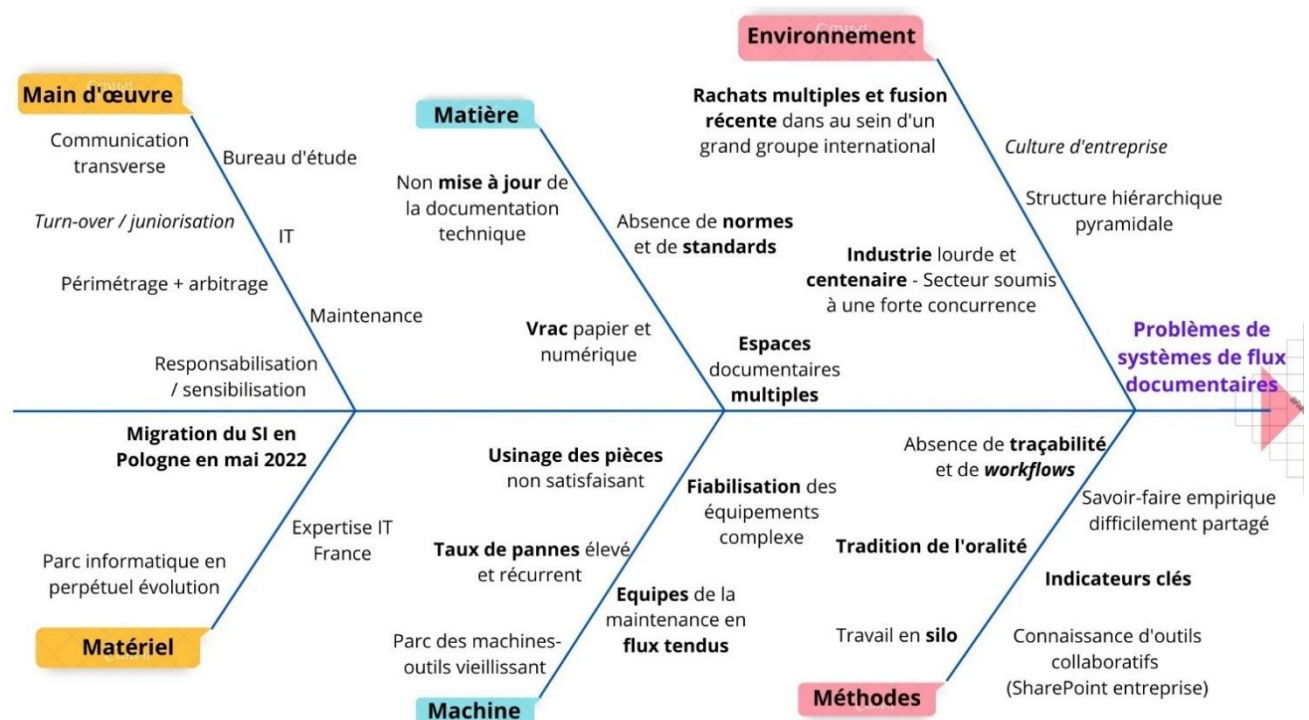 Environnement
Main d'œuvre
Matière
Rachats multiples et fusion
récente dans au sein d'un
grand groupe international
Communication
transverse
Bureau d'étude
Culture d'entreprise
Non mise à jour de
la documentation
technique
Structure hiérarchique
pyramidale
Turn-over / juniorisation
IT
Absence de normes
et de standards
Industrie lourde et
centenaire - Secteur soumis
à une forte concurrence
Périmétrage + arbitrage
Maintenance
Vrac papier et
numérique
Espaces
documentaires
multiples
Problèmes de
systèmes de flux
documentaires
Responsabilisation
/ sensibilisation
Migration du SI en
Pologne en mai 2022
Usinage des pièces
non satisfaisant
Absence de traçabilité
et de workflows
Fiabilisation des
équipements
complexe
Savoir-faire empirique
difficilement partagé
Expertise IT
France
Taux de pannes élevé
et récurrent
Tradition de l'oralité
Parc informatique en
perpétuel évolution
Indicateurs clés
Equipes de la
maintenance en
flux tendus
Parc des machines-
outils vieillissant
Travail en silo
Connaissance d'outils
collaboratifs
(SharePoint entreprise)
Matériel
Méthodes
Machine